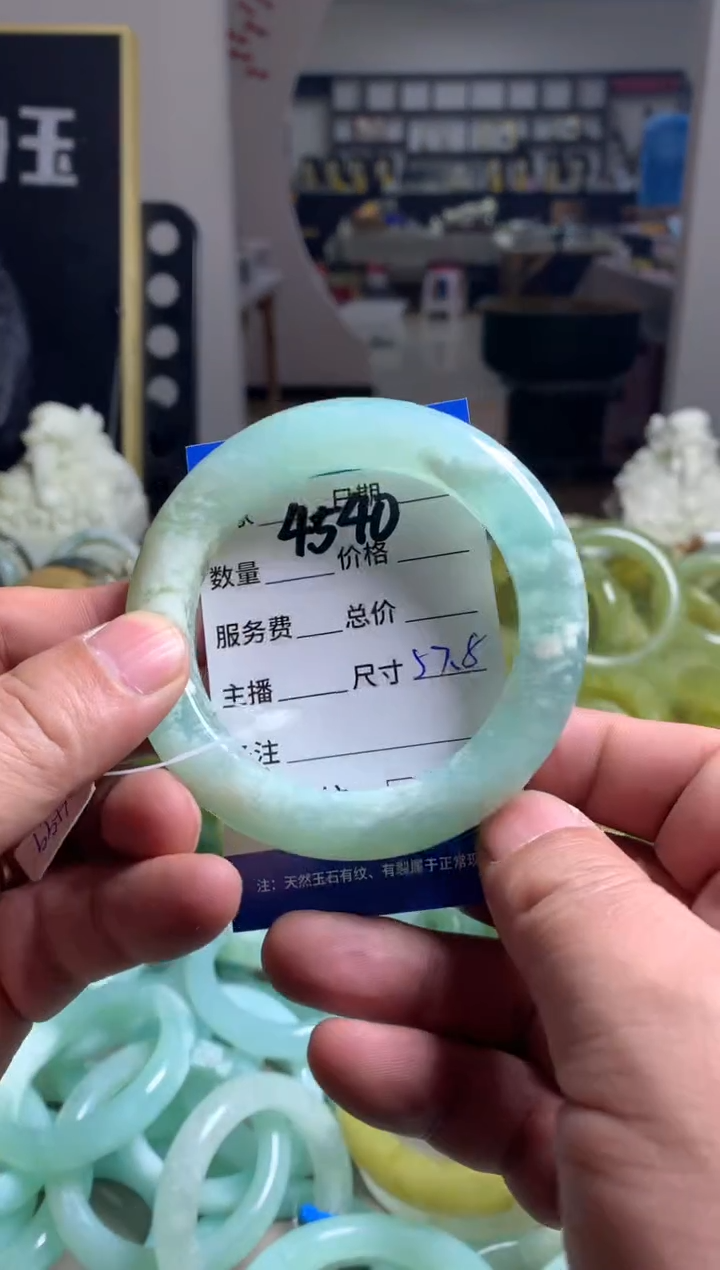 玉
日期
4540
数量 价格
服务费 总价
主播 尺寸 57.8
注
注：天然玉石有纹、有裂属于正常现